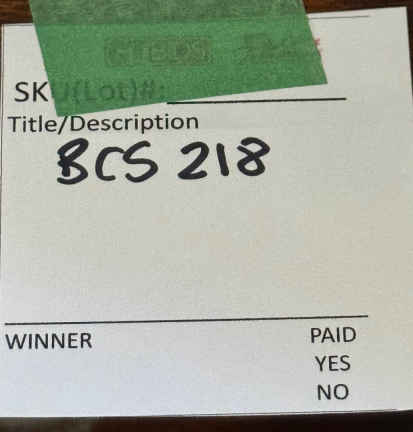 SKU(Lot)#:
Title/Description
BCS 218
WINNER
PAID
YES
NO